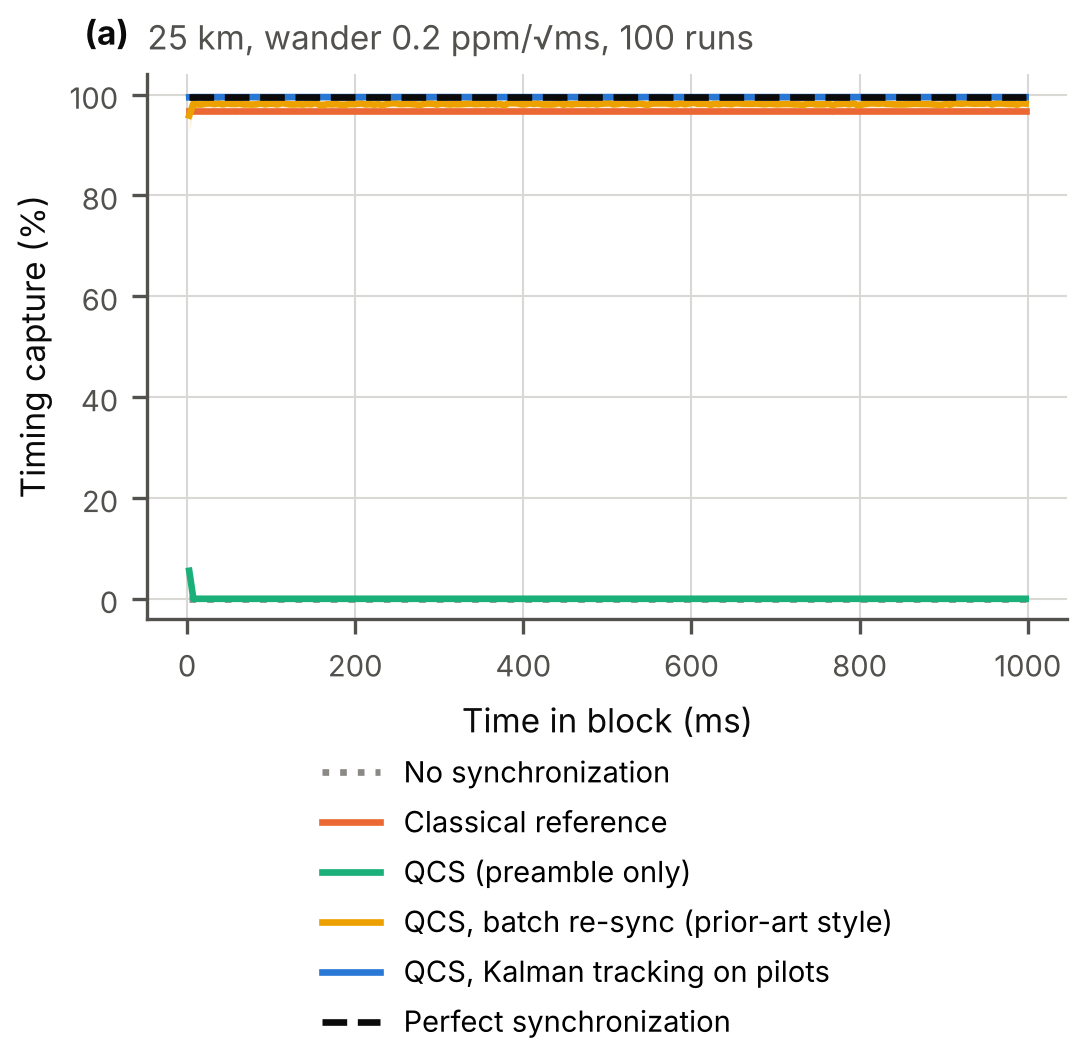 (a) 25 km, wander 0.2 ppm/√ms, 100 runs
Timing capture (%)
100
80
60
40
20
0
0 200 400 600 800 1000
Time in block (ms)
No synchronization
Classical reference
QCS (preamble only)
QCS, batch re-sync (prior-art style)
QCS, Kalman tracking on pilots
Perfect synchronization